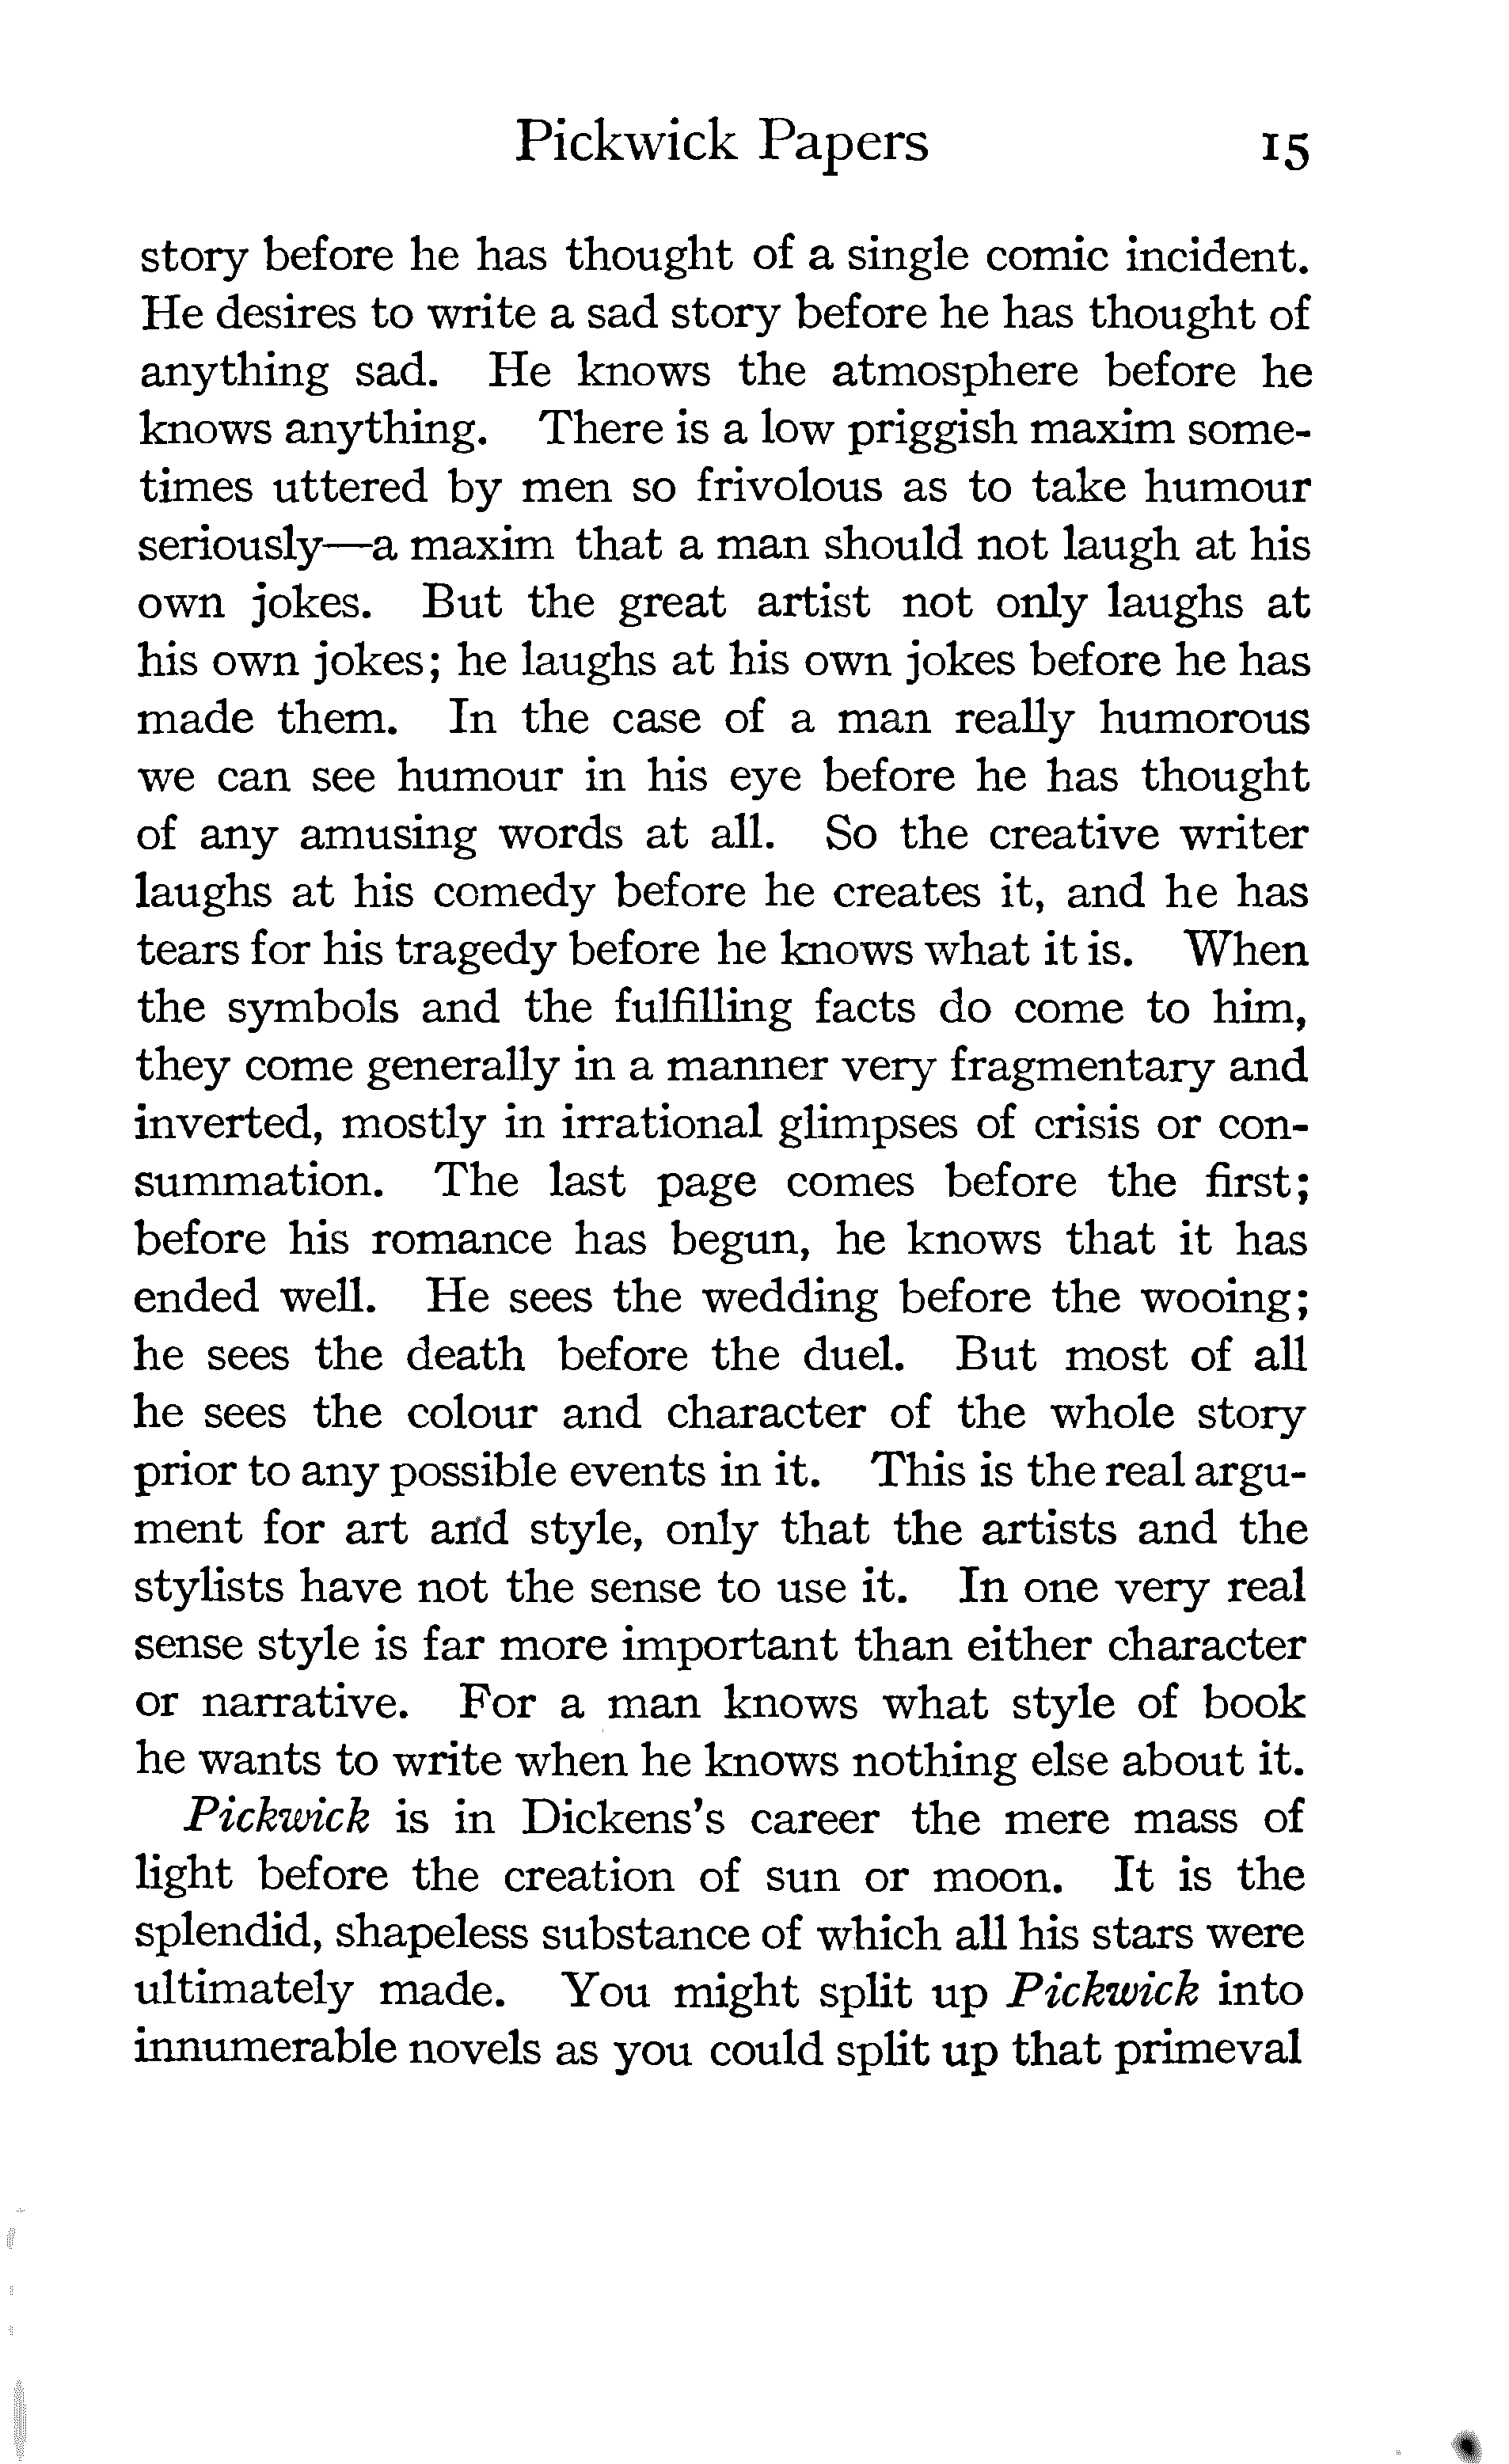 Pickwick Papers 15
story before he has thought of a single comic incident.
He desires to write a sad story before he has thought of
anything sad. He knows the atmosphere before he
knows anything. There is a low priggish maxim some-
times uttered by men so frivolous as to take humour
seriously—a maxim that a man should not laugh at his
own jokes. But the great artist not only laughs at
his own jokes; he laughs at his own jokes before he has
made them. In the case of a man really humorous
we can see humour in his eye before he has thought
of any amusing words at all. So the creative writer
laughs at his comedy before he creates it, and he has
tears for his tragedy before he knows what it is. When
the symbols and the fulfilling facts do come to him,
they come generally in a manner very fragmentary and
inverted, mostly in irrational glimpses of crisis or con-
summation. The last page comes before the first;
before his romance has begun, he knows that it has
ended well. He sees the wedding before the wooing;
he sees the death before the duel. But most of all
he sees the colour and character of the whole story
prior to any possible events in it. This is the real argu-
ment for art and style, only that the artists and the
stylists have not the sense to use it. In one very real
sense style is far more important than either character
or narrative. For a man knows what style of book
he wants to write when he knows nothing else about it.
Pickwick is in Dickens's career the mere mass of
light before the creation of sun or moon. It is the
splendid, shapeless substance of which all his stars were
ultimately made. You might split up Pickwick into
innumerable novels as you could split up that primeval